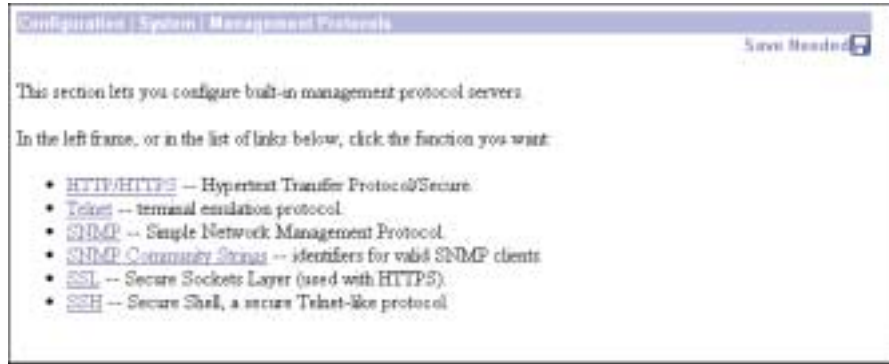 Configuration | System | Management Protocols
Save Needed
This section lets you configure built-in management protocol servers.
In the left frame, or in the list of links below, click the function you want:
• HTTP/HTTPS -- Hypertext Transfer Protocol/Secure.
• Telnet -- terminal emulation protocol.
• SNMP -- Simple Network Management Protocol.
• SNMP Community Strings -- identifiers for valid SNMP clients.
• SSL -- Secure Sockets Layer (used with HTTPS).
• SSH -- Secure Shell, a secure Telnet-like protocol.